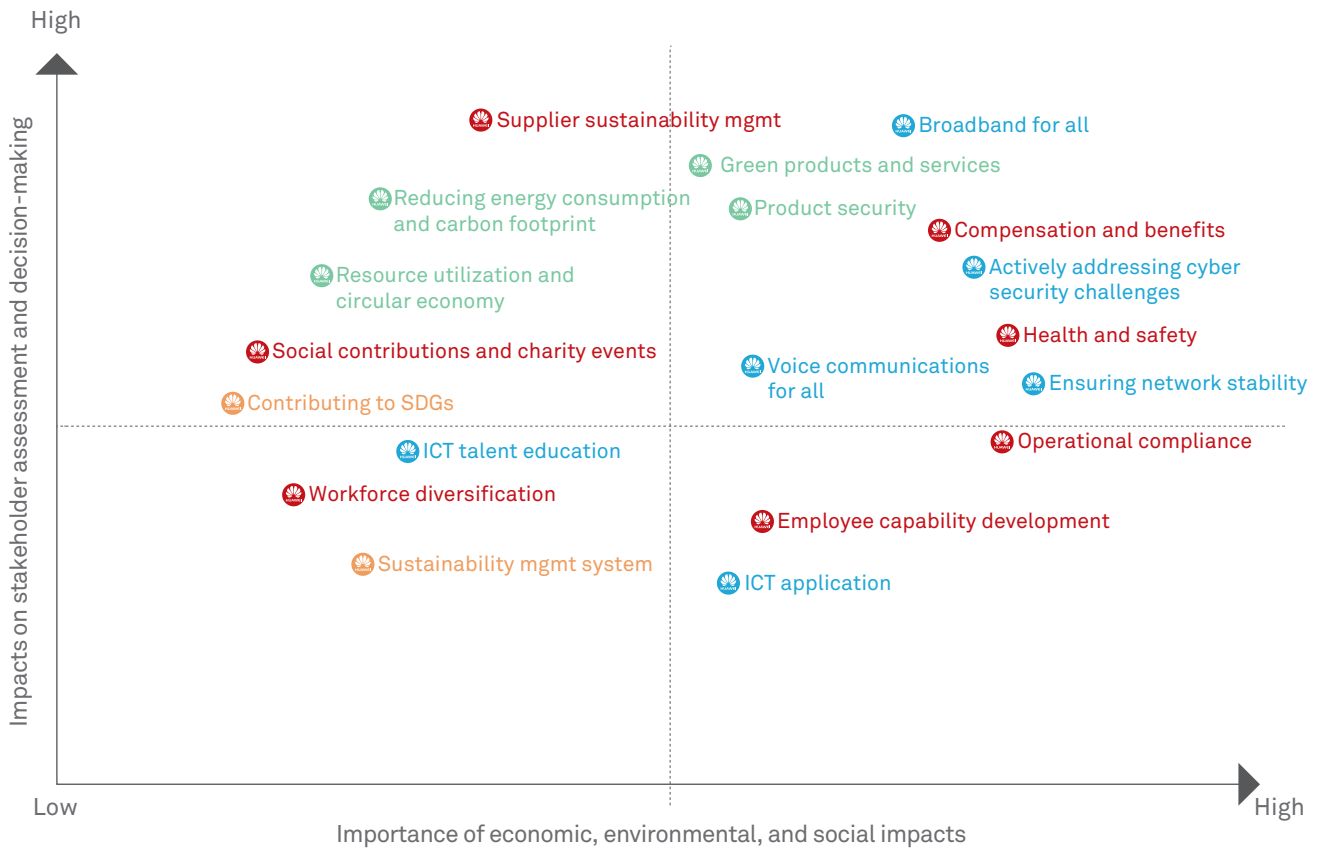 High
Impacts on stakeholder assessment and decision-making
Supplier sustainability mgmt
Broadband for all
Green products and services
Reducing energy consumption
and carbon footprint
Product security
Compensation and benefits
Actively addressing cyber
security challenges
Resource utilization and
circular economy
Health and safety
Social contributions and charity events
Voice communications
for all
Ensuring network stability
Contributing to SDGs
Operational compliance
ICT talent education
Workforce diversification
Employee capability development
Sustainability mgmt system
ICT application
Low
High
Importance of economic, environmental, and social impacts